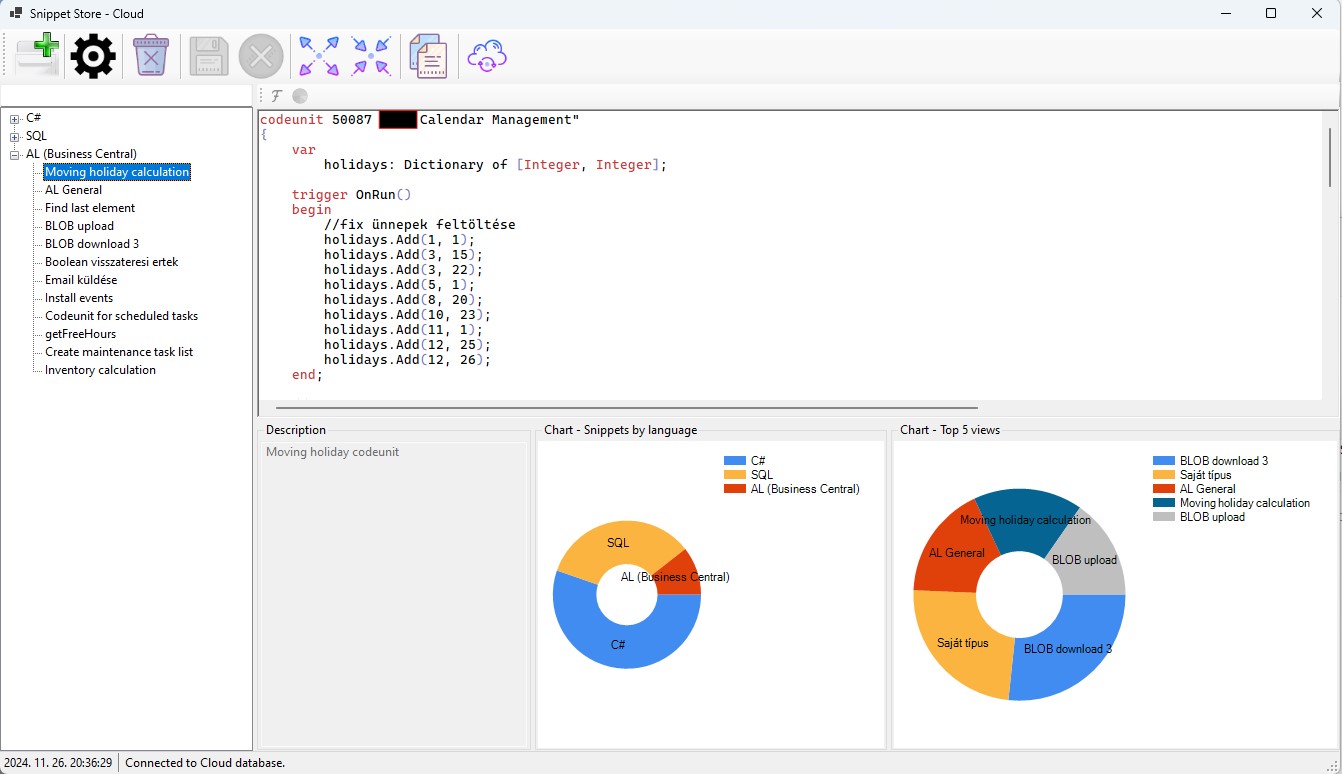 Snippet Store - Cloud
F
C#
SQL
AL (Business Central)
Moving holiday calculation
AL General
Find last element
BLOB upload
BLOB download 3
Boolean visszateresi ertek
Email küldése
Install events
Codeunit for scheduled tasks
getFreeHours
Create maintenance task list
Inventory calculation
codeunit 50087 Calendar Management"
{
var
holidays: Dictionary of [Integer, Integer];
trigger OnRun()
begin
//fix ünnepek feltöltése
holidays.Add(1, 1);
holidays.Add(3, 15);
holidays.Add(3, 22);
holidays.Add(5, 1);
holidays.Add(8, 20);
holidays.Add(10, 23);
holidays.Add(11, 1);
holidays.Add(12, 25);
holidays.Add(12, 26);
end;
Description
Moving holiday codeunit
Chart - Snippets by language
C#
SQL
AL (Business Central)
SQL
AL (Business Central)
C#
Chart - Top 5 views
BLOB download 3
Saját típus
AL General
Moving holiday calculation
BLOB upload
Moving holiday calculation
AL General
BLOB upload
Saját típus
BLOB download 3
2024. 11. 26. 20:36:29
Connected to Cloud database.